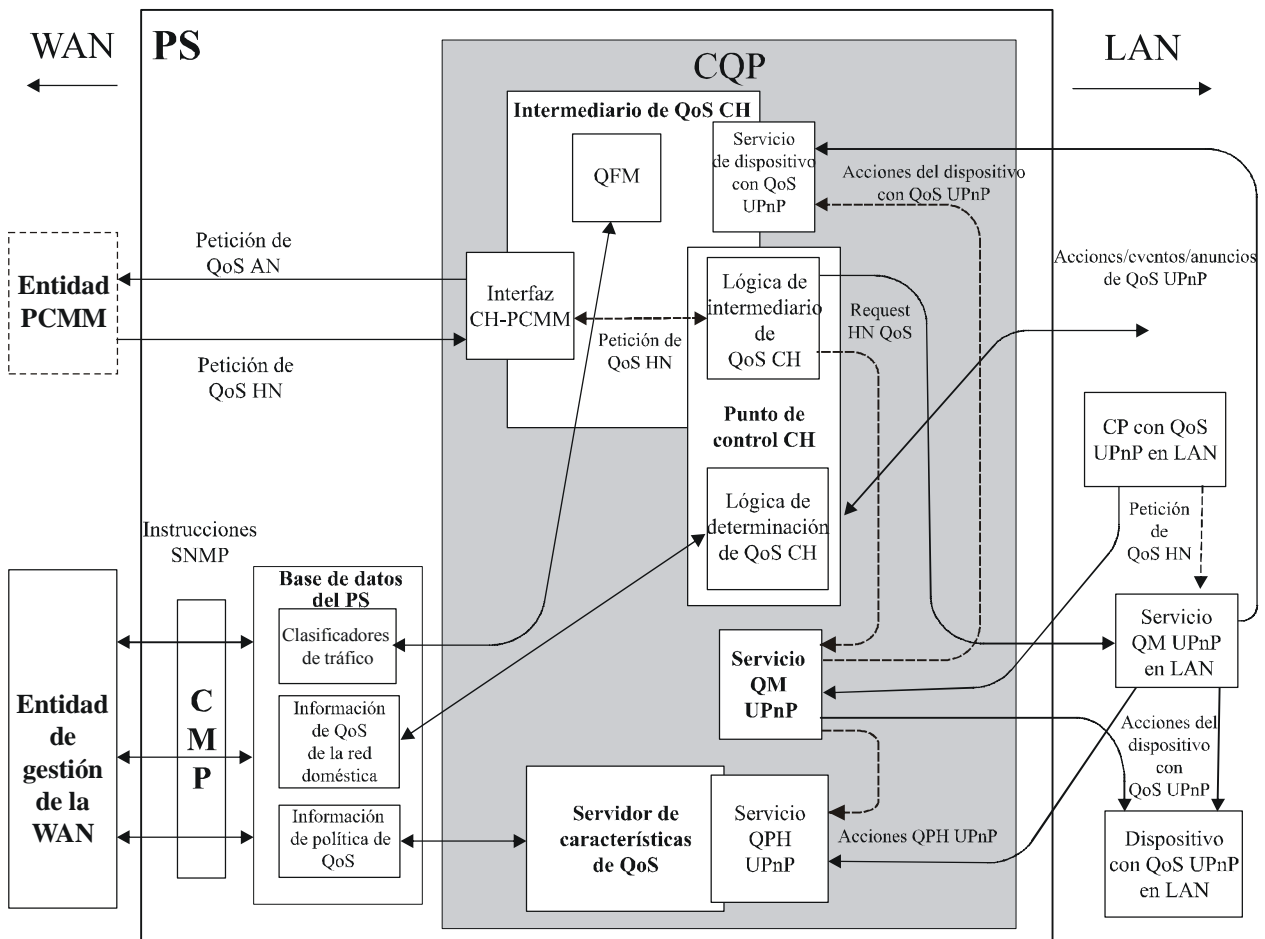 WAN
PS
LAN
CQP
Intermediario de QoS CH
QFM
Servicio
de dispositivo
con QoS
UPnP
Acciones del dispositivo
con QoS UPnP
Petición de
QoS AN
Entidad
PCMM
Petición de
QoS HN
Interfaz
CH-PCMM
Petición de
QoS HN
Lógica de
intermediario
de
QoS CH
Request
HN QoS
Acciones/eventos/anuncios
de QoS UPnP
Punto de
control CH
Lógica de
determinación
de QoS CH
CP con QoS
UPnP en LAN
Petición
de
QoS HN
Instrucciones
SNMP
Base de datos
del PS
Clasificadores
de tráfico
Información
de QoS
de la red
doméstica
Información
de política de
QoS
Entidad
de
gestión
de la
WAN
C
M
P
Servicio
QM
UPnP
Servicio
QM UPnP
en LAN
Acciones del
dispositivo
con
QoS UPnP
Servidor de
características
de QoS
Servicio
QPH
UPnP
Acciones QPH UPnP
Dispositivo
con QoS UPnP
en LAN